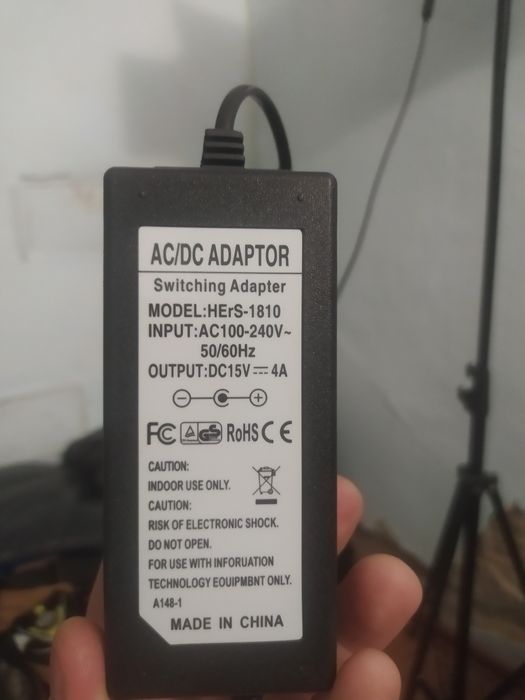 AC/DC ADAPTOR
Switching Adapter
MODEL:HErS-1810
INPUT:AC100-240V~
50/60Hz
OUTPUT:DC15V ⎓ 4A
FC RoHS CE
CAUTION:
INDOOR USE ONLY.
CAUTION:
RISK OF ELECTRONIC SHOCK.
DO NOT OPEN.
FOR USE WITH INFORUATION
TECHNOLOGY EQUIPMBNT ONLY.
A148-1
MADE IN CHINA